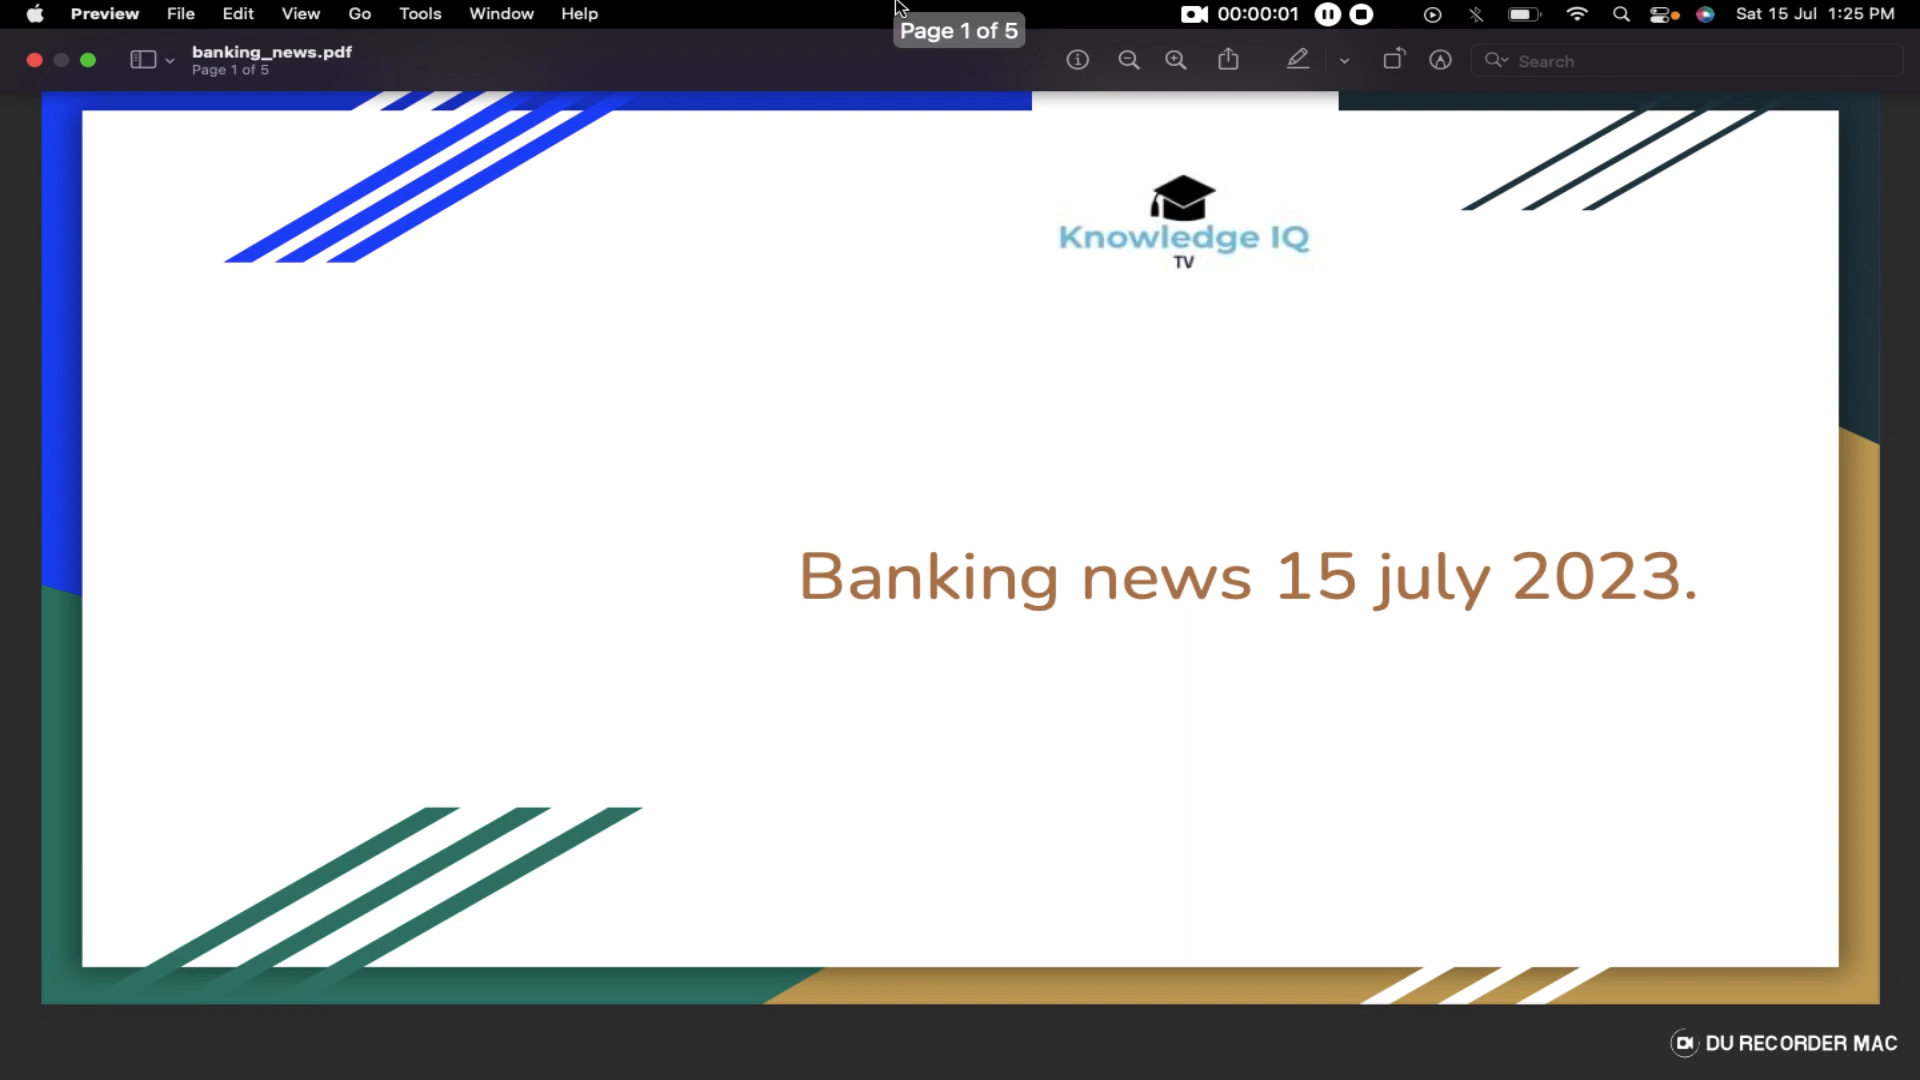 Preview File Edit View Go Tools Window Help 00:00:01 Sat 15 Jul 1:25 PM
Page 1 of 5
banking_news.pdf
Page 1 of 5
Search
Knowledge IQ
TV
Banking news 15 july 2023.
DU RECORDER MAC